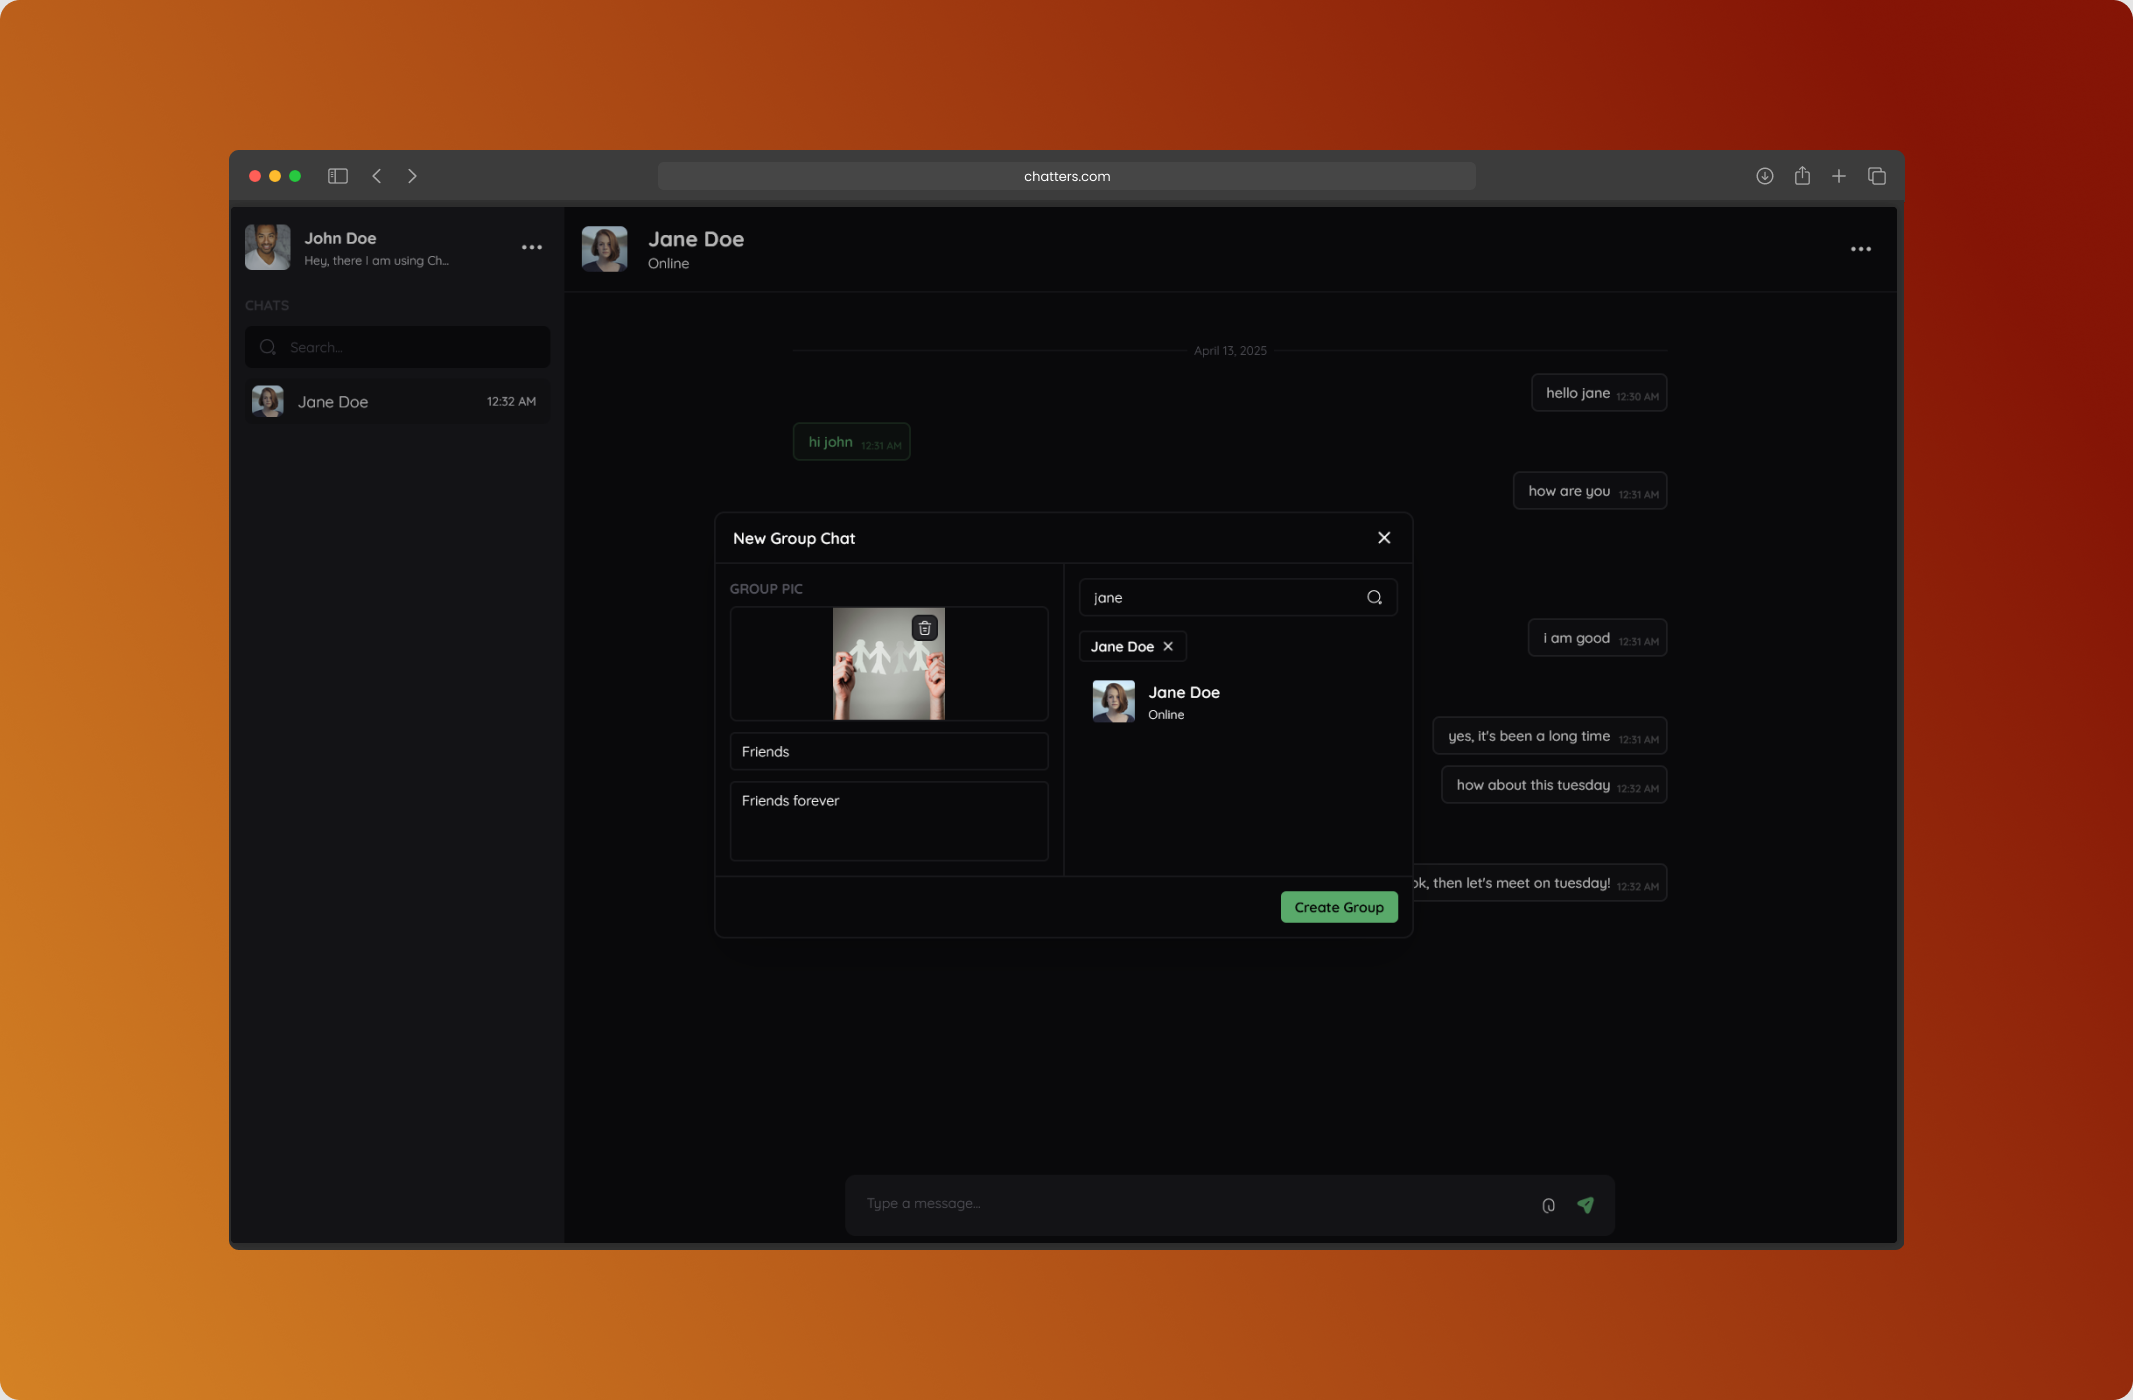 chatters.com
John Doe
Hey, there I am using Ch...
CHATS
Search...
Jane Doe 12:32 AM
Jane Doe
Online
April 13, 2025
hello jane 12:30 AM
hi john 12:31 AM
how are you 12:31 AM
i am good 12:31 AM
yes, it's been a long time 12:31 AM
how about this tuesday 12:32 AM
ok, then let's meet on tuesday! 12:32 AM
New Group Chat
GROUP PIC
Friends
Friends forever
jane
Jane Doe
Jane Doe
Online
Create Group
Type a message...